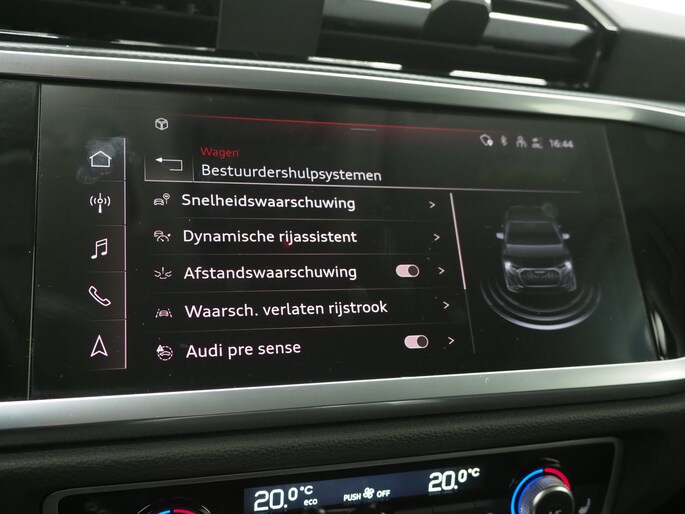 16:44
Wagen
Bestuurdershulpsystemen
Snelheidswaarschuwing
Dynamische rijassistent
Afstandswaarschuwing
Waarsch. verlaten rijstrook
Audi pre sense
20.0°C
eco
PUSH OFF
20.0°C